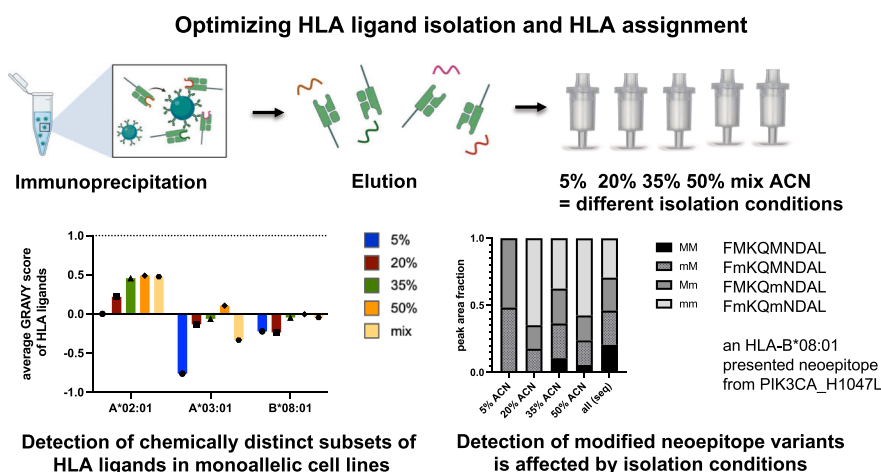 Optimizing HLA ligand isolation and HLA assignment
Immunoprecipitation
Elution
5% 20% 35% 50% mix ACN
= different isolation conditions
average GRAVY score
of HLA ligands
1.0
0.5
0.0
-0.5
-1.0
A*02:01
A*03:01
B*08:01
5%
20%
35%
50%
mix
Detection of chemically distinct subsets of
HLA ligands in monoallelic cell lines
peak area fraction
1.0
0.5
0.0
5% ACN
20% ACN
35% ACN
50% ACN
all (seq)
MM FMKQMNDAL
mM FmKQMNDAL
Mm FMKQmNDAL
mm FmKQmNDAL
an HLA-B*08:01
presented neoepitope
from PIK3CA_H1047L
Detection of modified neoepitope variants
is affected by isolation conditions